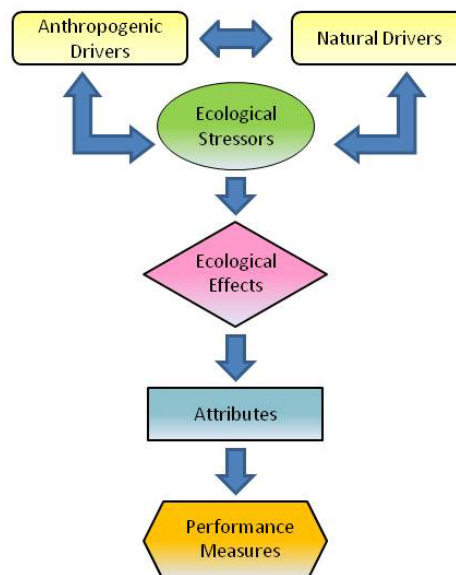 Anthropogenic
Drivers
Natural Drivers
Ecological
Stressors
Ecological
Effects
Attributes
Performance
Measures